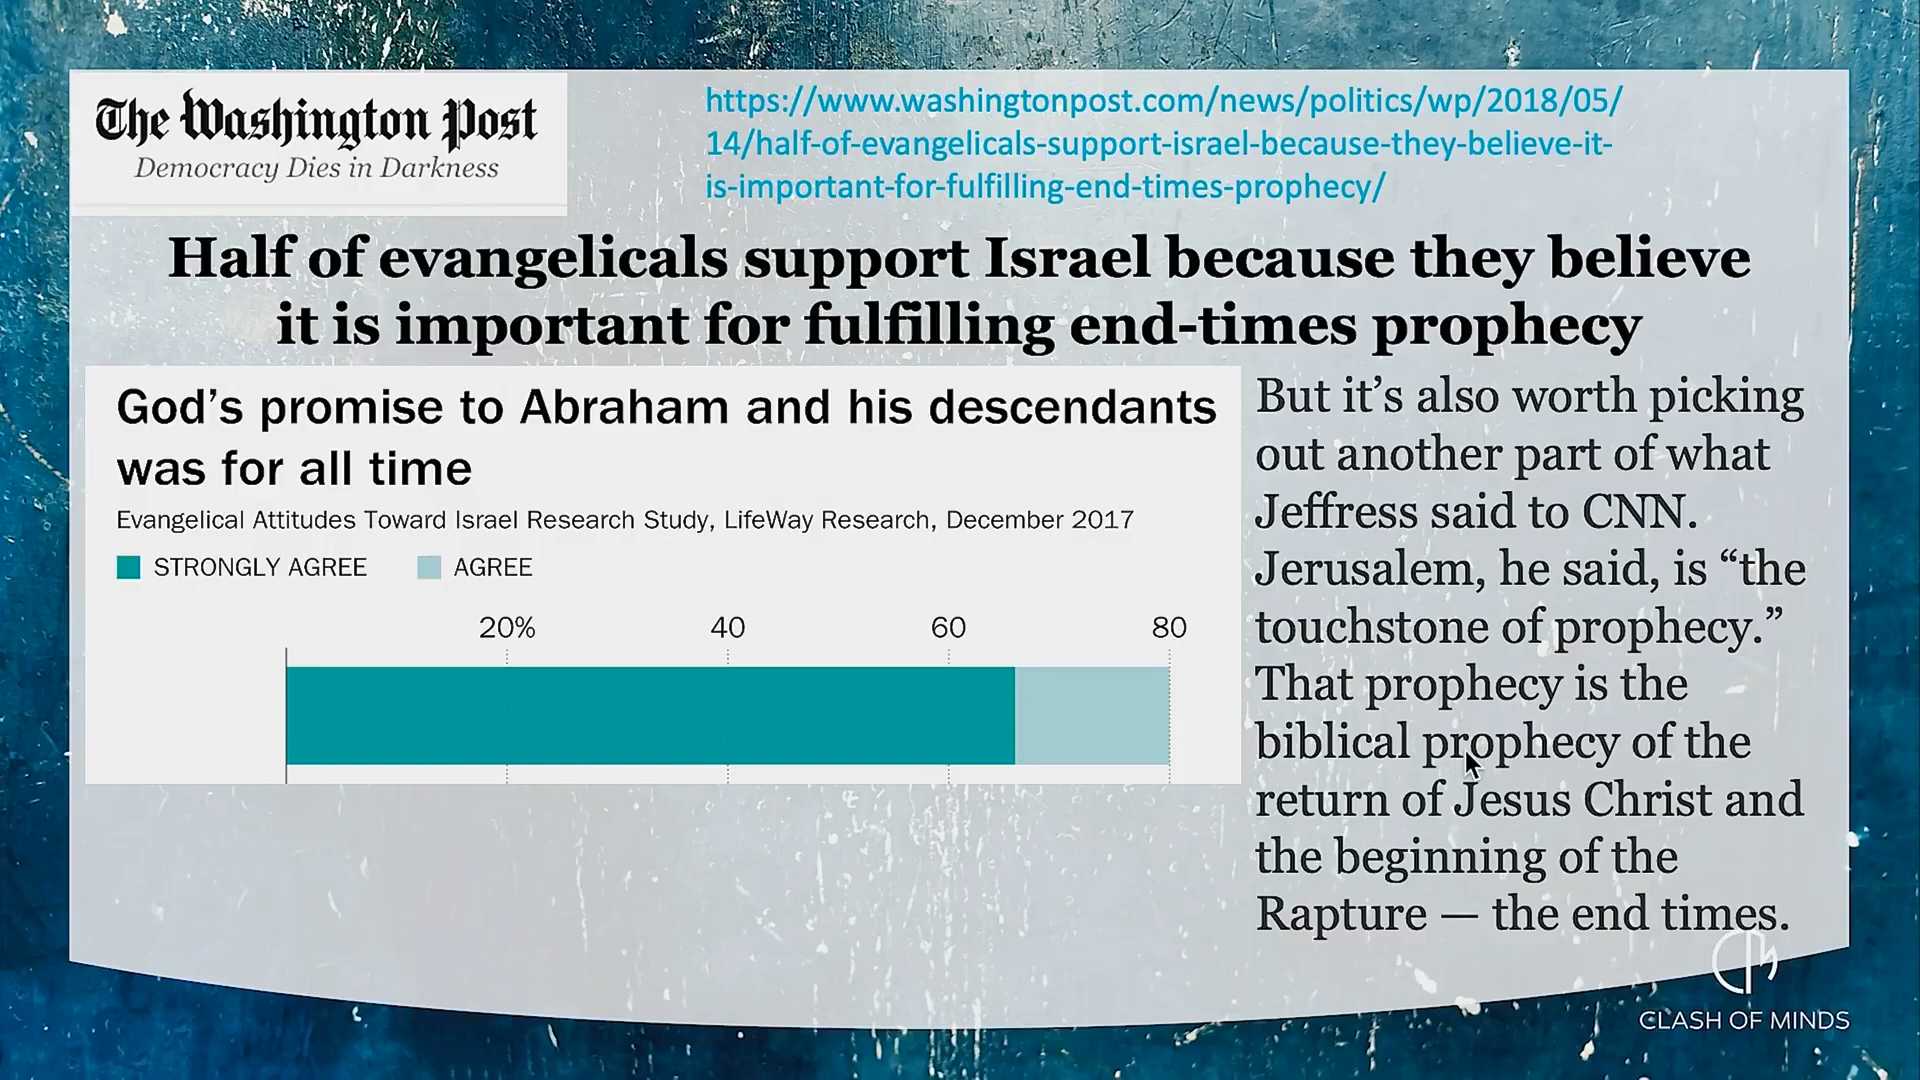 The Washington Post
Democracy Dies in Darkness
https://www.washingtonpost.com/news/politics/wp/2018/05/
14/half-of-evangelicals-support-israel-because-they-believe-it-
is-important-for-fulfilling-end-times-prophecy/
Half of evangelicals support Israel because they believe
it is important for fulfilling end-times prophecy
God’s promise to Abraham and his descendants
was for all time
Evangelical Attitudes Toward Israel Research Study, LifeWay Research, December 2017
STRONGLY AGREE AGREE
20% 40 60 80
But it’s also worth picking
out another part of what
Jeffress said to CNN.
Jerusalem, he said, is “the
touchstone of prophecy.”
That prophecy is the
biblical prophecy of the
return of Jesus Christ and
the beginning of the
Rapture — the end times.
CLASH OF MINDS